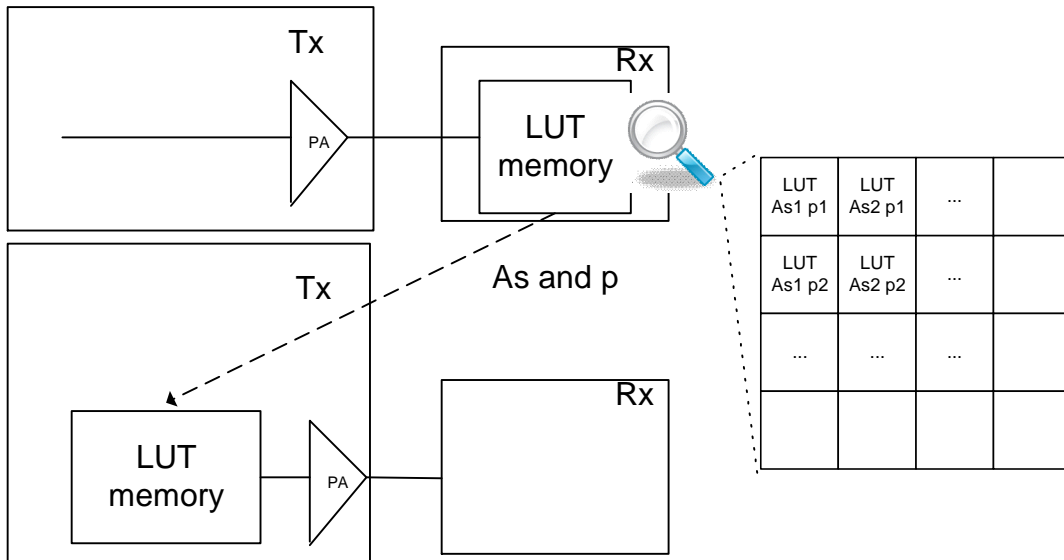 Tx
PA
Rx
LUT
memory
As and p
LUT
As1 p1
LUT
As2 p1
...
LUT
As1 p2
LUT
As2 p2
...
...
...
...
Tx
LUT
memory
PA
Rx